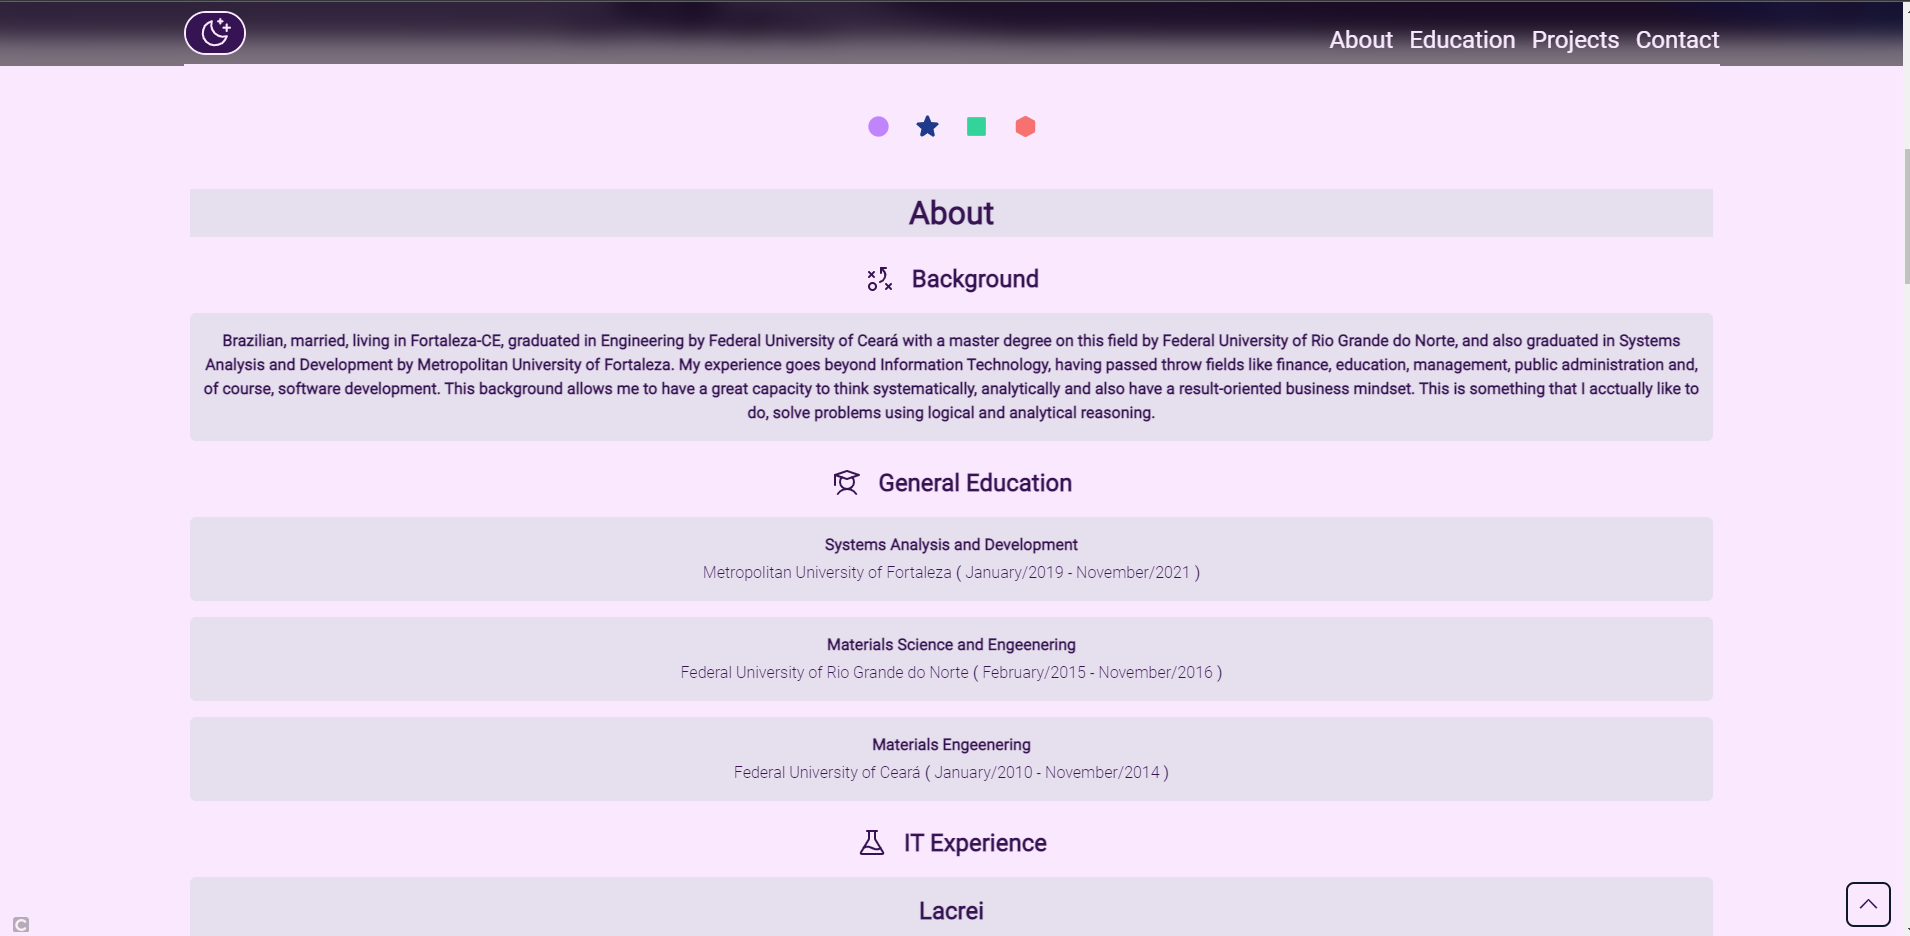 About Education Projects Contact
About
Background
Brazilian, married, living in Fortaleza-CE, graduated in Engineering by Federal University of Ceará with a master degree on this field by Federal University of Rio Grande do Norte, and also graduated in Systems
Analysis and Development by Metropolitan University of Fortaleza. My experience goes beyond Information Technology, having passed throw fields like finance, education, management, public administration and,
of course, software development. This background allows me to have a great capacity to think systematically, analytically and also have a result-oriented business mindset. This is something that I acctually like to
do, solve problems using logical and analytical reasoning.
General Education
Systems Analysis and Development
Metropolitan University of Fortaleza ( January/2019 - November/2021 )
Materials Science and Engeenering
Federal University of Rio Grande do Norte ( February/2015 - November/2016 )
Materials Engeenering
Federal University of Ceará ( January/2010 - November/2014 )
IT Experience
Lacrei
C